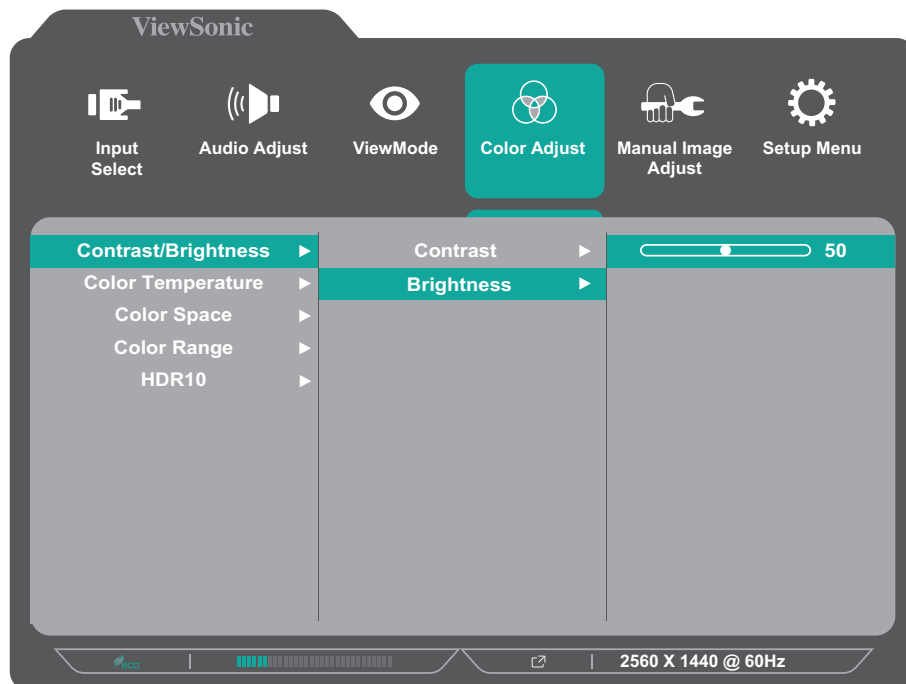 ViewSonic
Input
Select
Audio Adjust
ViewMode
Color Adjust
Manual Image
Adjust
Setup Menu
Contrast/Brightness
Color Temperature
Color Space
Color Range
HDR10
Contrast
Brightness
50
eco
2560 X 1440 @ 60Hz